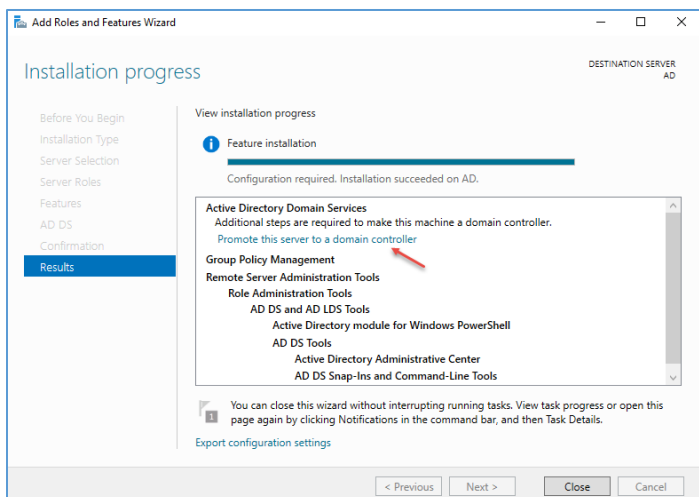 Add Roles and Features Wizard
Installation progress
DESTINATION SERVER
AD
Before You Begin
Installation Type
Server Selection
Server Roles
Features
AD DS
Confirmation
Results
View installation progress
Feature installation
Configuration required. Installation succeeded on AD.
Active Directory Domain Services
Additional steps are required to make this machine a domain controller.
Promote this server to a domain controller
Group Policy Management
Remote Server Administration Tools
Role Administration Tools
AD DS and AD LDS Tools
Active Directory module for Windows PowerShell
AD DS Tools
Active Directory Administrative Center
AD DS Snap-Ins and Command-Line Tools
1
You can close this wizard without interrupting running tasks. View task progress or open this
page again by clicking Notifications in the command bar, and then Task Details.
Export configuration settings
< Previous
Next >
Close
Cancel